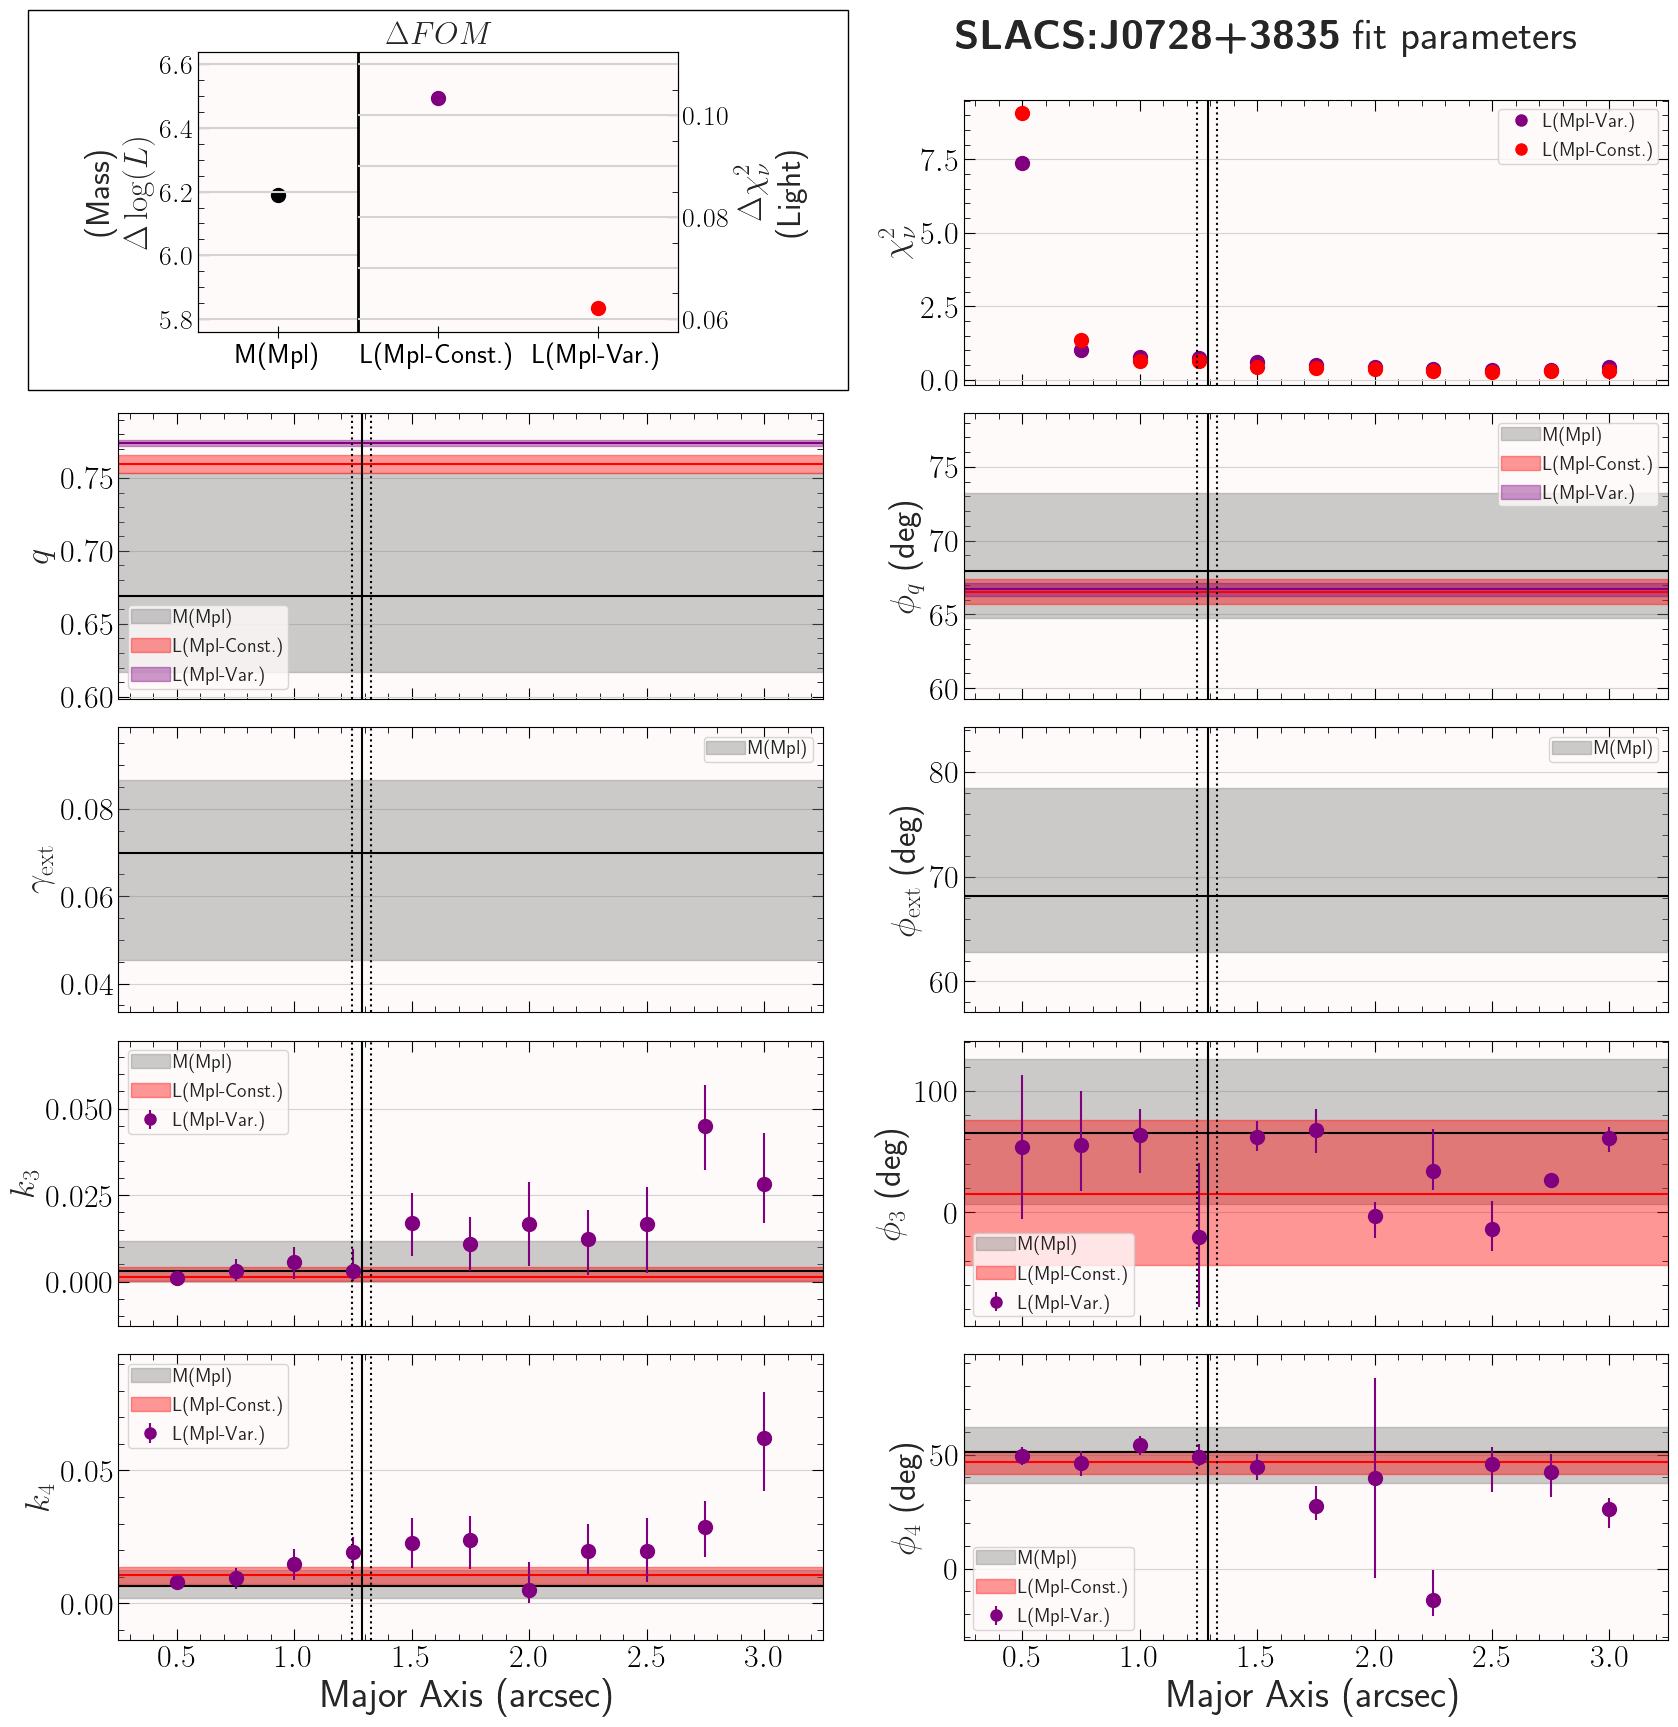 ΔFOM
SLACS:J0728+3835 fit parameters
(Mass)
Δ log(L)
6.6
6.4
6.2
6.0
5.8
0.10
0.08
0.06
Δχ²ᵥ
(Light)
M(Mpl)
L(Mpl-Const.)
L(Mpl-Var.)
χ²ᵥ
7.5
5.0
2.5
0.0
L(Mpl-Var.)
L(Mpl-Const.)
q
0.75
0.70
0.65
0.60
M(Mpl)
L(Mpl-Const.)
L(Mpl-Var.)
ϕq (deg)
75
70
65
60
M(Mpl)
L(Mpl-Const.)
L(Mpl-Var.)
γext
0.08
0.06
0.04
M(Mpl)
ϕext (deg)
80
70
60
M(Mpl)
k₃
0.050
0.025
0.000
M(Mpl)
L(Mpl-Const.)
L(Mpl-Var.)
ϕ₃ (deg)
100
0
M(Mpl)
L(Mpl-Const.)
L(Mpl-Var.)
k₄
0.05
0.00
M(Mpl)
L(Mpl-Const.)
L(Mpl-Var.)
0.5 1.0 1.5 2.0 2.5 3.0
Major Axis (arcsec)
ϕ₄ (deg)
50
0
M(Mpl)
L(Mpl-Const.)
L(Mpl-Var.)
0.5 1.0 1.5 2.0 2.5 3.0
Major Axis (arcsec)